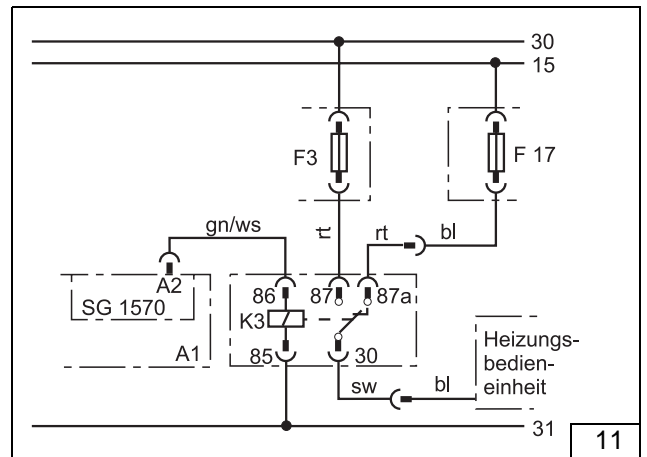 30
15
F3
F 17
gn/ws
rt
rt
bl
A2
SG 1570
A1
86
87
87a
K3
85
30
sw
bl
Heizungs-
bedien-
einheit
31
11